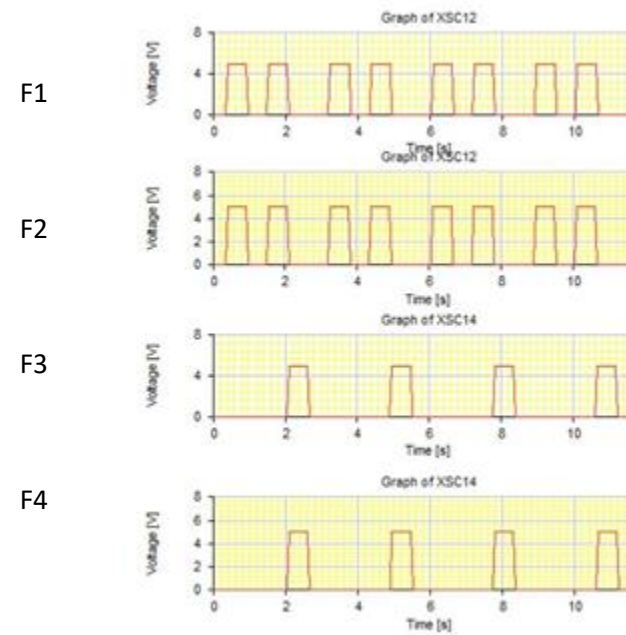 Graph of XSC12
F1
Voltage [V]
8
4
0
0 2 4 6 8 10
Time [s]
Graph of XSC12
F2
Voltage [V]
8
6
4
2
0
0 2 4 6 8 10
Time [s]
Graph of XSC14
F3
Voltage [V]
8
4
0
0 2 4 6 8 10
Time [s]
Graph of XSC14
F4
Voltage [V]
8
6
4
2
0
0 2 4 6 8 10
Time [s]